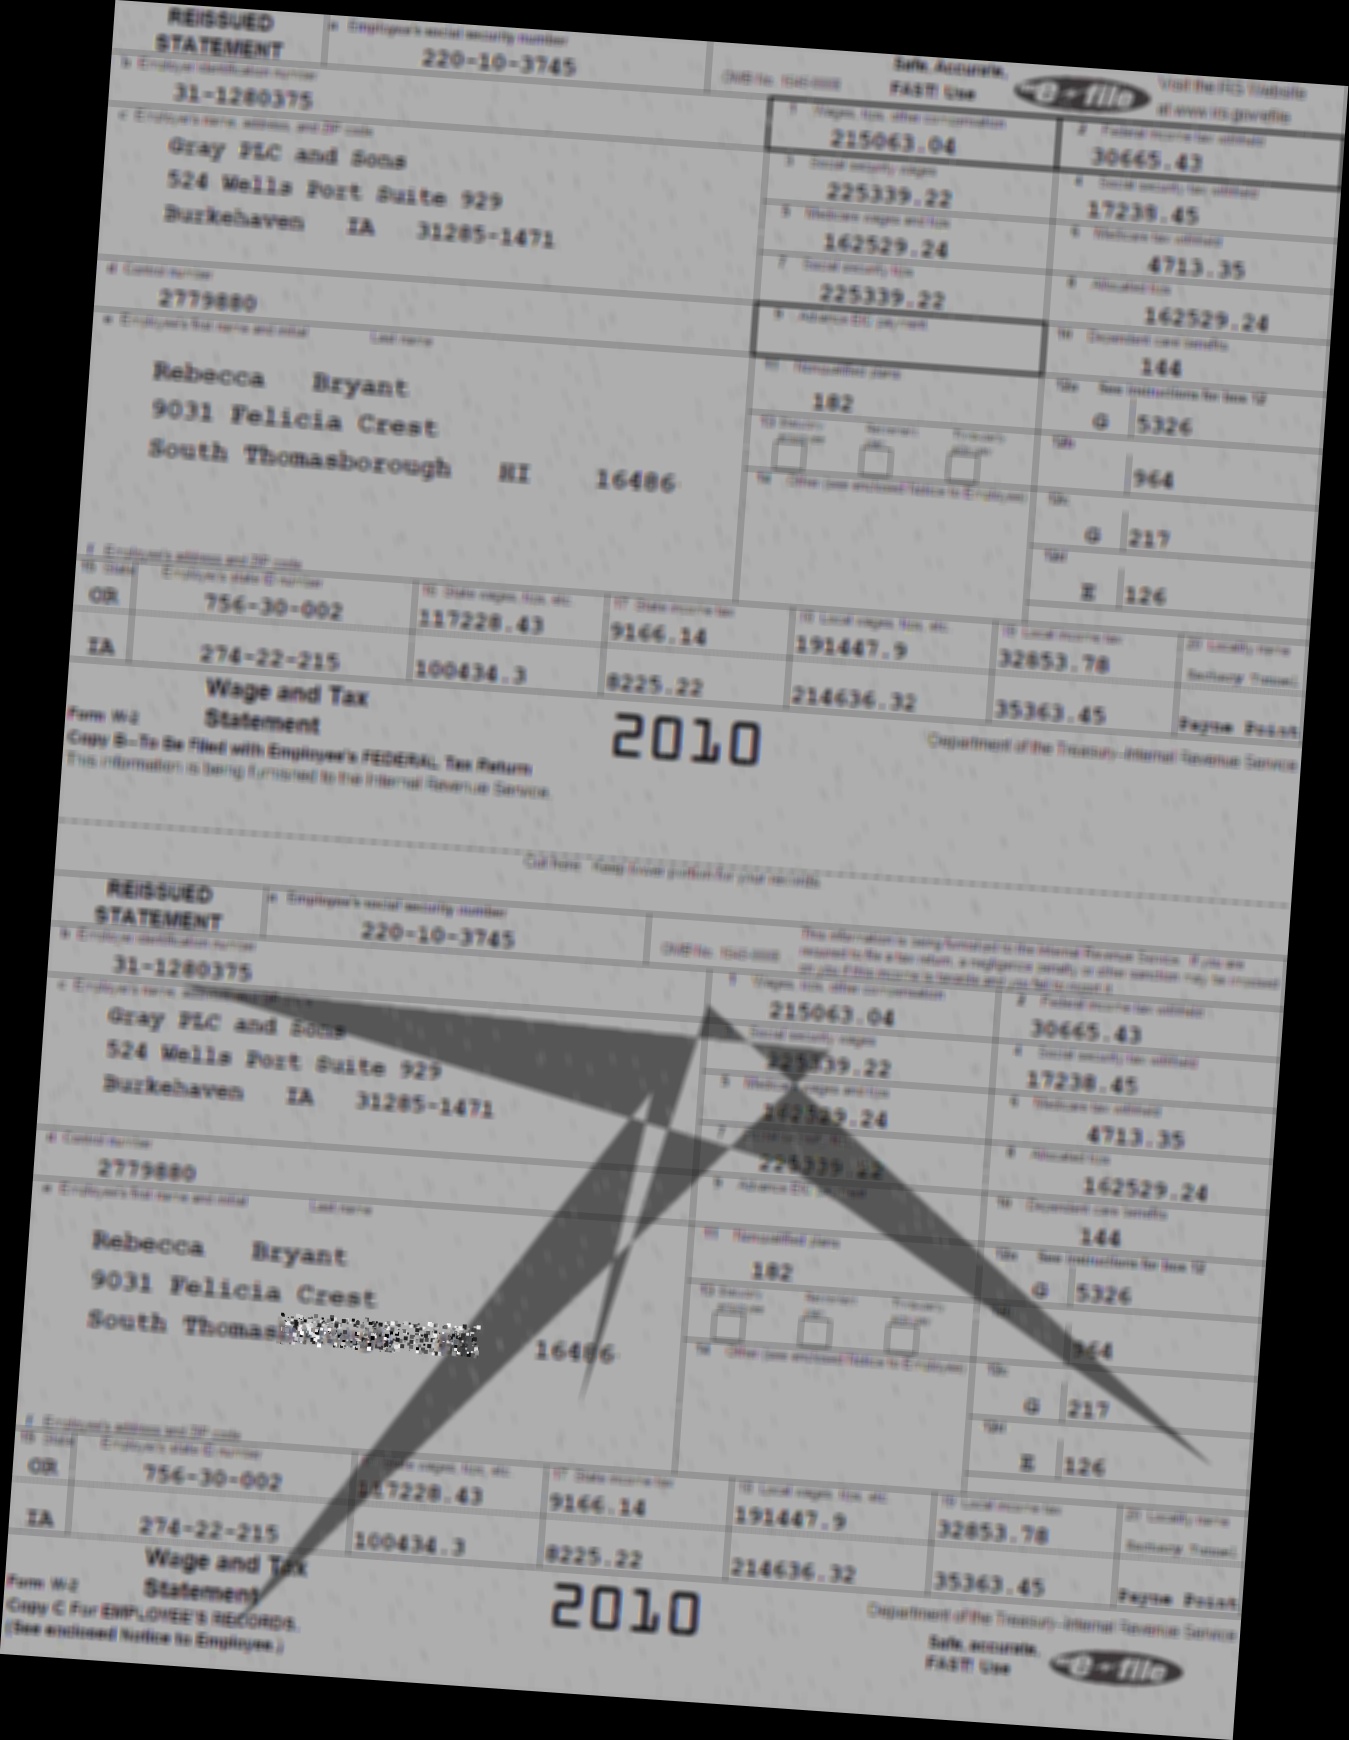 REISSUED STATEMENT
a Employee's social security number
220-10-3745
OMB No. 1545-0008
Safe, Accurate, FAST! Use
e-file
Visit the IRS Website at www.irs.gov/efile
b Employer identification number
31-1280375
1 Wages, tips, other compensation
215063.04
2 Federal income tax withheld
30665.43
c Employer's name, address, and ZIP code
Gray PLC and Sons
524 Wells Port Suite 929
Burkehaven IA 31285-1471
3 Social security wages
225339.22
4 Social security tax withheld
17238.45
5 Medicare wages and tips
162529.24
6 Medicare tax withheld
4713.35
7 Social security tips
225339.22
8 Allocated tips
162529.24
d Control number
2779880
9 Advance EIC payment
10 Dependent care benefits
144
e Employee's first name and initial Last name
Rebecca Bryant
9031 Felicia Crest
South Thomasborough HI 16486
11 Nonqualified plans
182
12a See instructions for box 12
G 5326
12b
964
12c
G 217
12d
E 126
13 Statutory employee
14 Other (see enclosed Notice to Employee)
f Employee's address and ZIP code
15 State Employer's state ID number
16 State wages, tips, etc.
17 State income tax
18 Local wages, tips, etc.
19 Local income tax
20 Locality name
OR 756-30-002 117228.43 9166.14 191447.9 32853.78
IA 274-22-215 100434.3 8225.22 214636.32 35363.45 Payne Point
Form W-2 Wage and Tax Statement
2010
Department of the Treasury-Internal Revenue Service
Copy B-To Be Filed with Employee's FEDERAL Tax Return
This information is being furnished to the Internal Revenue Service.
Cut here. Keep lower portion for your records.
REISSUED STATEMENT
a Employee's social security number
220-10-3745
OMB No. 1545-0008
This information is being furnished to the Internal Revenue Service. If you are
required to file a tax return, a negligence penalty or other sanction may be imposed
on you if this income is taxable and you fail to report it.
b Employer identification number
31-1280375
1 Wages, tips, other compensation
215063.04
2 Federal income tax withheld
30665.43
c Employer's name, address, and ZIP code
Gray PLC and Sons
524 Wells Port Suite 929
Burkehaven IA 31285-1471
Social security wages
225339.22
4 Social security tax withheld
17238.45
5 Medicare wages and tips
162529.24
6 Medicare tax withheld
4713.35
7
225339.22
8 Allocated tips
162529.24
d Control number
2779880
9 Advance EIC payment
10 Dependent care benefits
144
e Employee's first name and initial Last name
Rebecca Bryant
9031 Felicia Crest
South 16486
11 Nonqualified plans
182
12a See instructions for box 12
G 5326
964
12c
G 217
12d
E 126
13 Statutory employee
14 Other (see enclosed Notice to Employee)
f Employee's address and ZIP code
15 State Employer's state ID number
State wages, tips, etc.
17 State income tax
18 Local wages, tips, etc.
19 Local income tax
20 Locality name
OR 756-30-002 117228.43 9166.14 191447.9 32853.78
IA 274-22-215 100434.3 8225.22 214636.32 35363.45 Payne Point
Form W-2 Wage and Tax Statement
2010
Department of the Treasury-Internal Revenue Service
Copy C For EMPLOYEE'S RECORDS.
(See enclosed Notice to Employee.)
Safe, accurate, FAST! Use
e-file